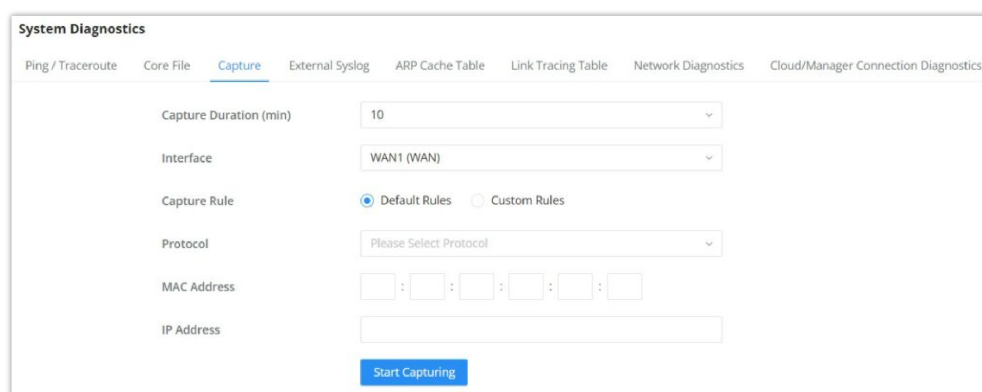 System Diagnostics
Ping / Traceroute Core File Capture External Syslog ARP Cache Table Link Tracing Table Network Diagnostics Cloud/Manager Connection Diagnostics
Capture Duration (min) 10
Interface WAN1 (WAN)
Capture Rule Default Rules Custom Rules
Protocol Please Select Protocol
MAC Address : : : : :
IP Address
Start Capturing